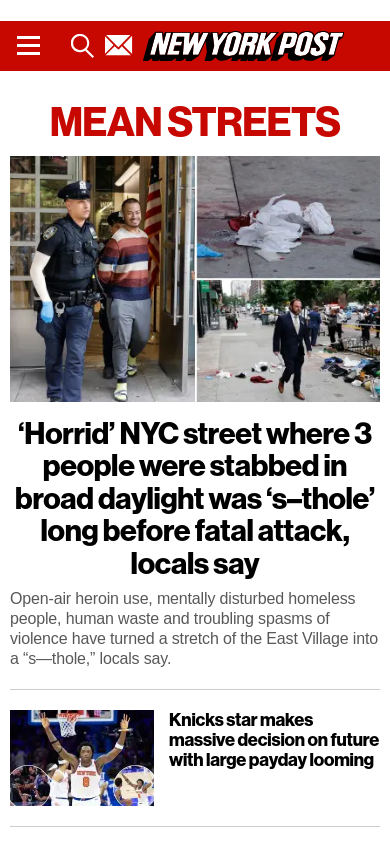 NEW YORK POST
MEAN STREETS
‘Horrid’ NYC street where 3
people were stabbed in
broad daylight was ‘s–thole’
long before fatal attack,
locals say
Open-air heroin use, mentally disturbed homeless
people, human waste and troubling spasms of
violence have turned a stretch of the East Village into
a “s—thole,” locals say.
Knicks star makes
massive decision on future
with large payday looming
NEW YORK
8